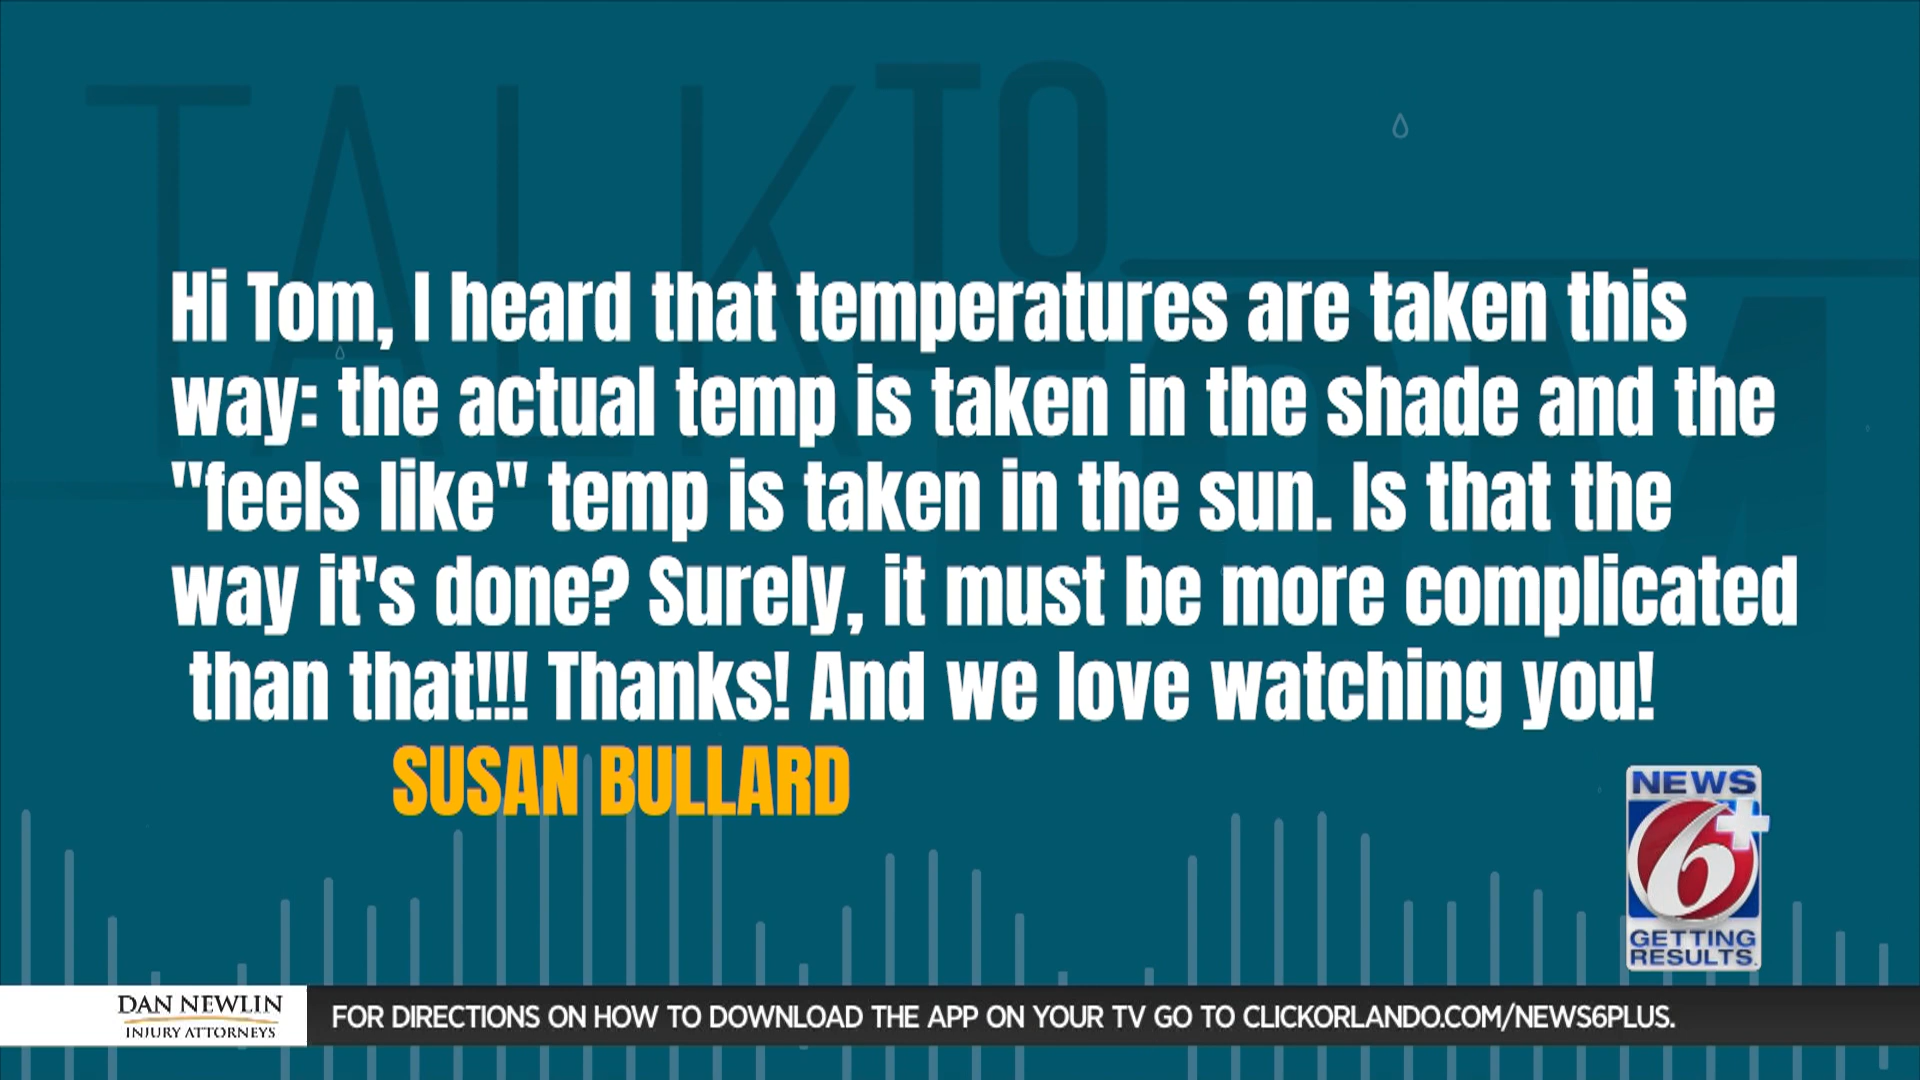 TALK TO
TOM
Hi Tom, I heard that temperatures are taken this
way: the actual temp is taken in the shade and the
"feels like" temp is taken in the sun. Is that the
way it's done? Surely, it must be more complicated
than that!!! Thanks! And we love watching you!
SUSAN BULLARD
NEWS
6+
GETTING
RESULTS.
DAN NEWLIN
INJURY ATTORNEYS
FOR DIRECTIONS ON HOW TO DOWNLOAD THE APP ON YOUR TV GO TO CLICKORLANDO.COM/NEWS6PLUS.